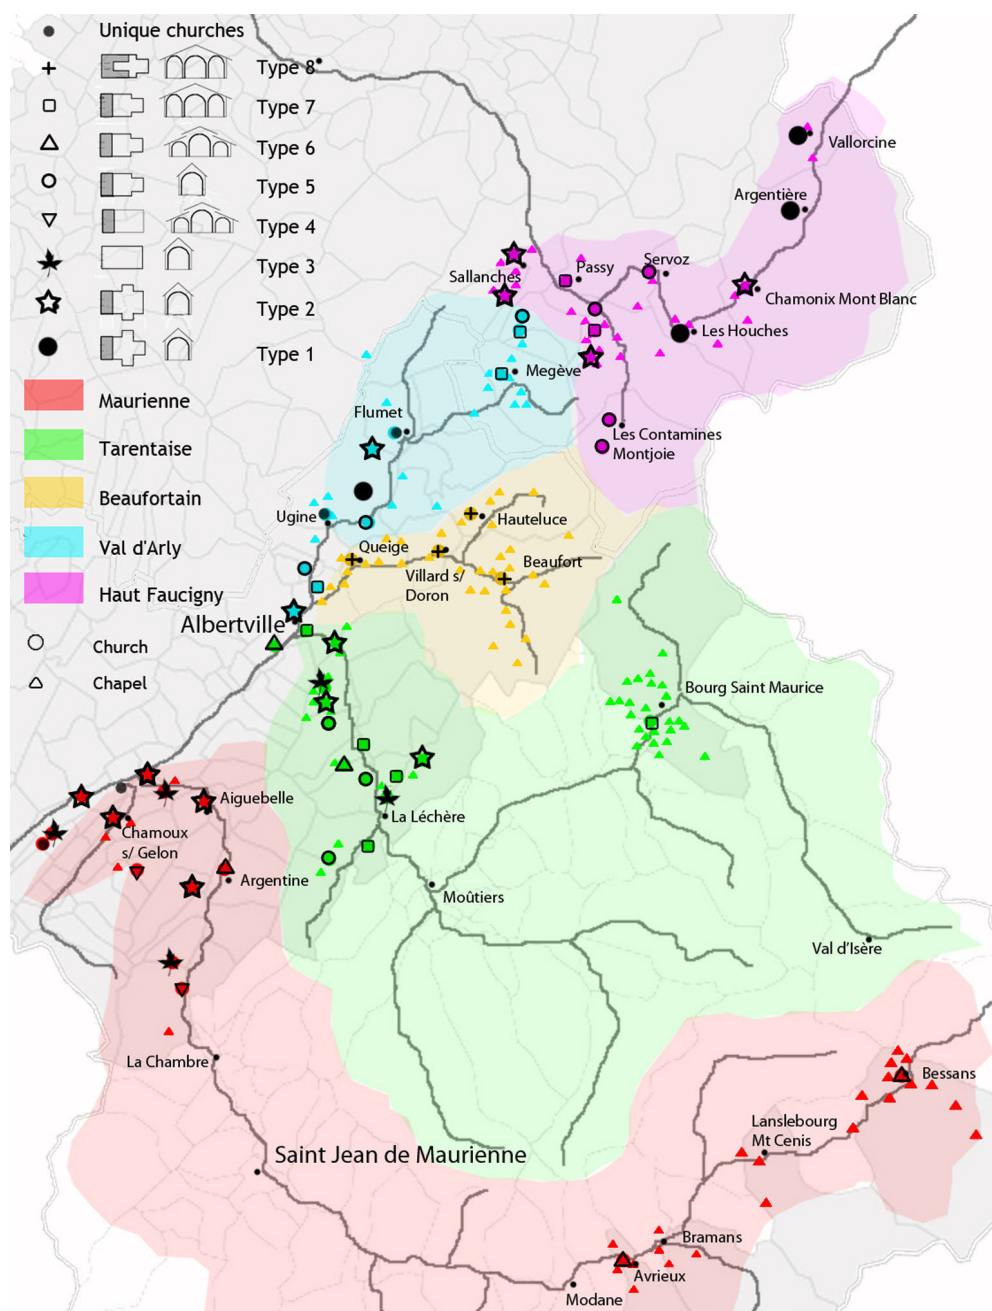 Unique churches
Type 8
Type 7
Type 6
Type 5
Type 4
Type 3
Type 2
Type 1
Maurienne
Tarentaise
Beaufortain
Val d'Arly
Haut Faucigny
Church
Chapel
Vallorcine
Argentière
Servoz
Passy
Sallanches
Chamonix Mont Blanc
Les Houches
Megève
Flumet
Les Contamines
Montjoie
Ugine
Hauteluce
Queige
Beaufort
Villard s/
Doron
Albertville
Bourg Saint Maurice
Aiguebelle
La Léchère
Chamoux
s/ Gelon
Argentine
Moûtiers
Val d'Isère
La Chambre
Bessans
Lanslebourg
Mt Cenis
Saint Jean de Maurienne
Bramans
Avrieux
Modane